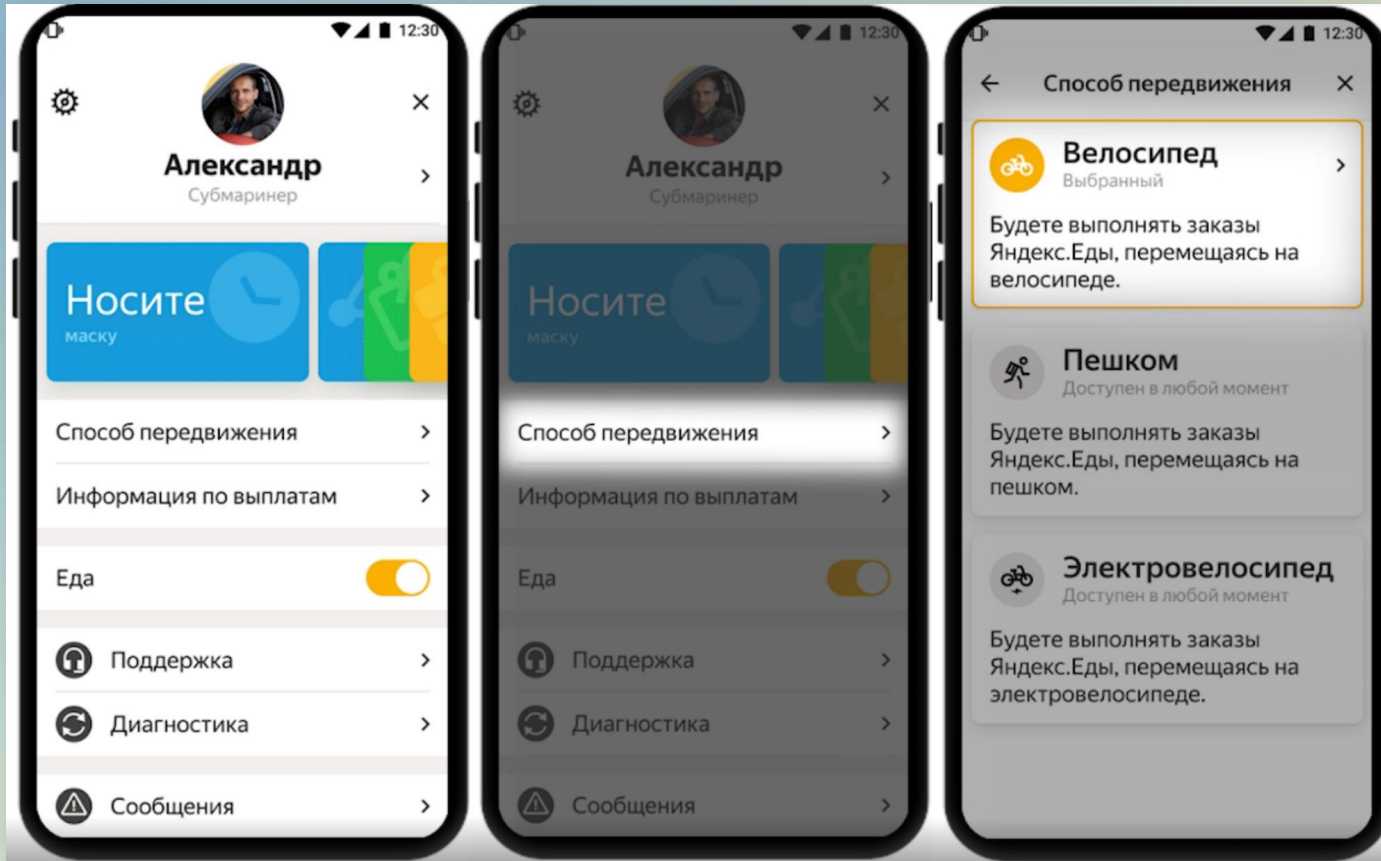 12:30
Александр
Субмаринер
Носите
маску
Способ передвижения
Информация по выплатам
Еда
Поддержка
Диагностика
Сообщения
12:30
Александр
Субмаринер
Носите
маску
Способ передвижения
Информация по выплатам
Еда
Поддержка
Диагностика
Сообщения
12:30
Способ передвижения
Велосипед
Выбранный
Будете выполнять заказы
Яндекс.Еды, перемещаясь на
велосипеде.
Пешком
Доступен в любой момент
Будете выполнять заказы
Яндекс.Еды, перемещаясь на
пешком.
Электровелосипед
Доступен в любой момент
Будете выполнять заказы
Яндекс.Еды, перемещаясь на
электровелосипеде.